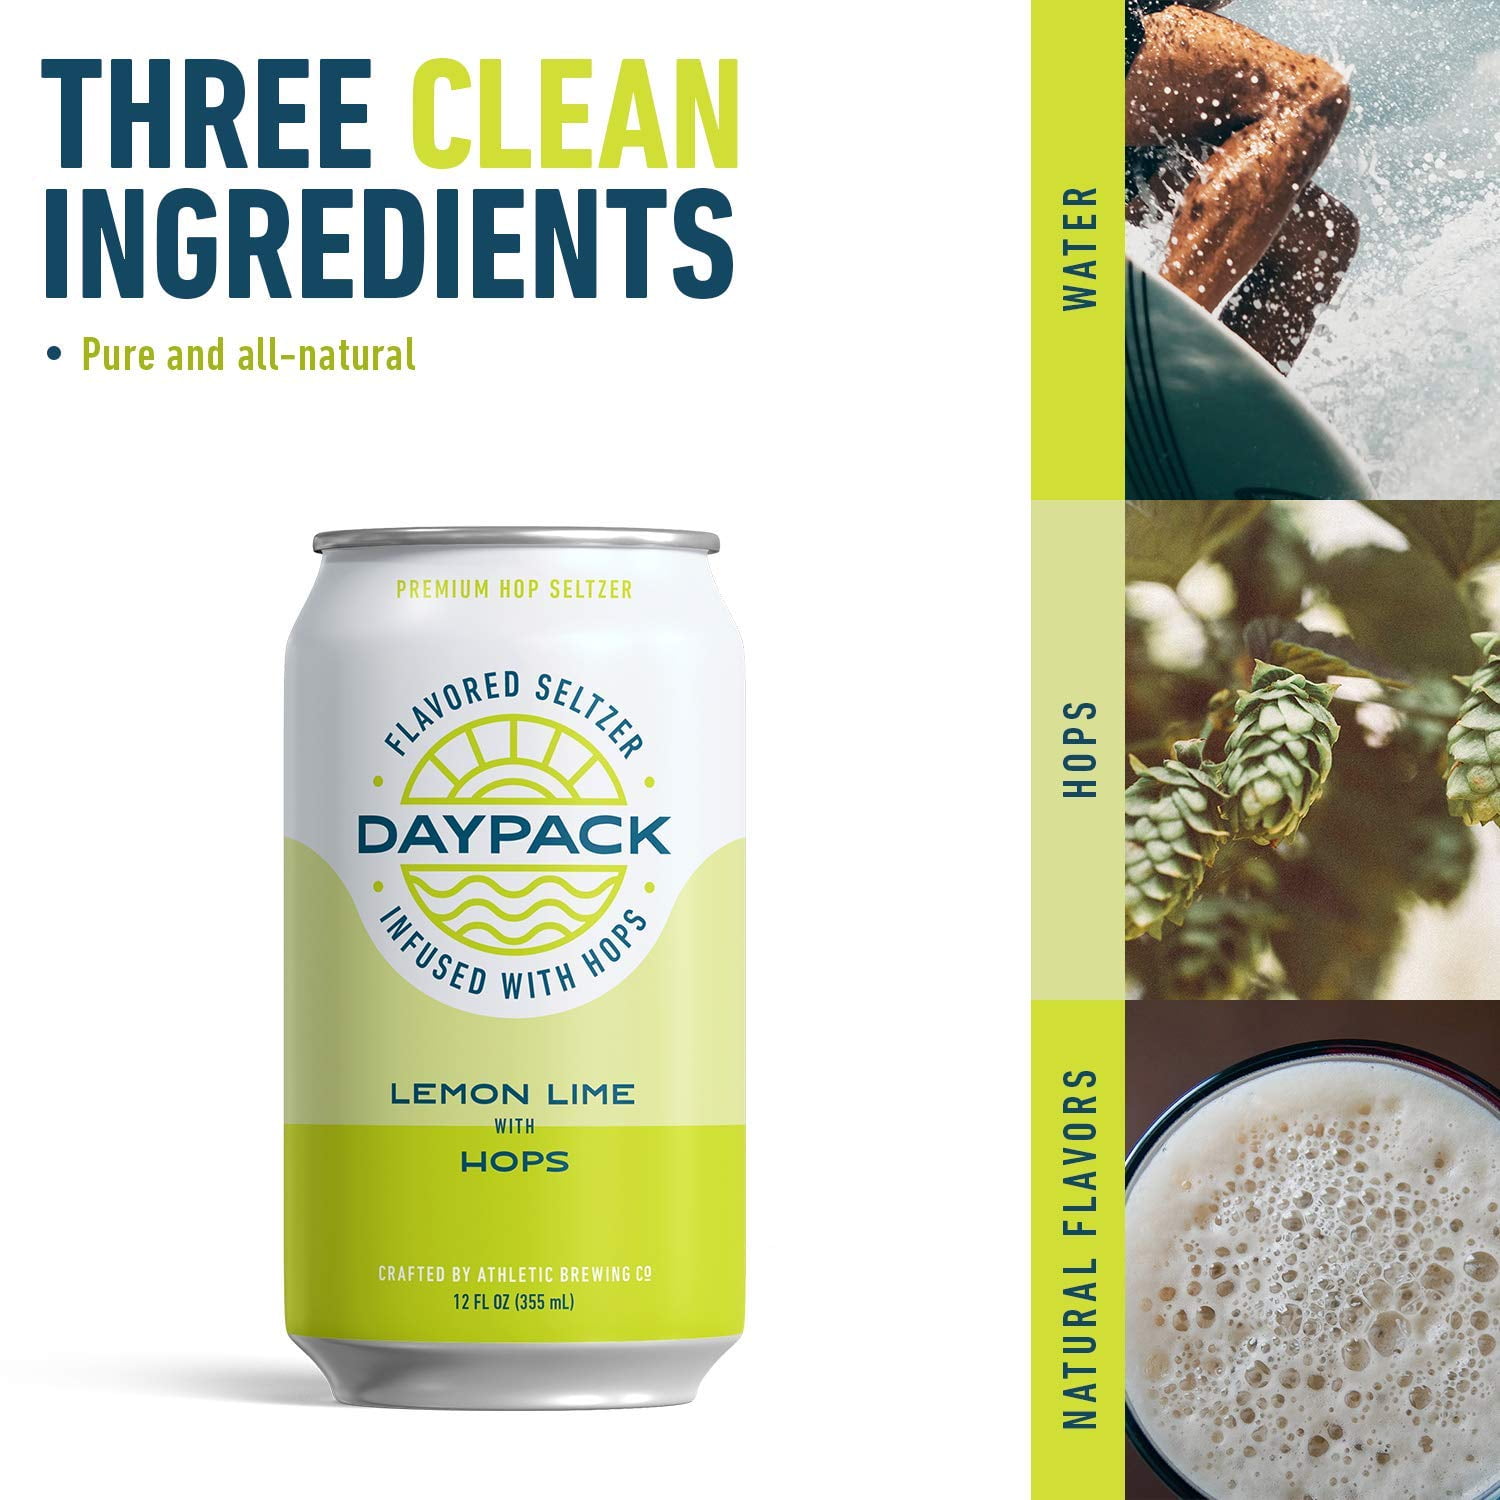 THREE CLEAN
INGREDIENTS
• Pure and all-natural
PREMIUM HOP SELTZER
FLAVORED SELTZER
DAYPACK
INFUSED WITH HOPS
LEMON LIME
WITH
HOPS
CRAFTED BY ATHLETIC BREWING Cº
12 FL OZ (355 mL)
WATER
HOPS
NATURAL FLAVORS